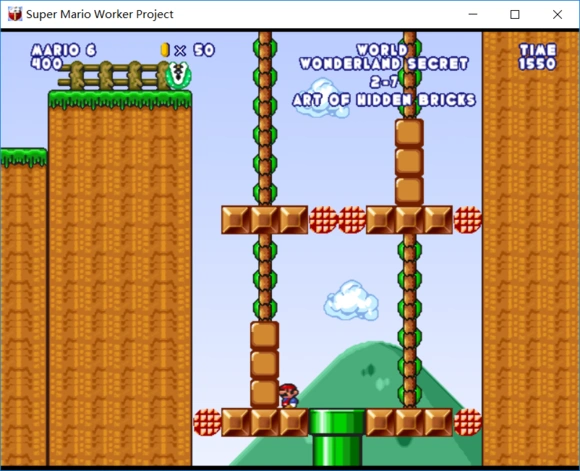 Super Mario Worker Project
MARIO 6
400
× 50
WORLD
WONDERLAND SECRET
2-7
ART OF HIDDEN BRICKS
TIME
1550